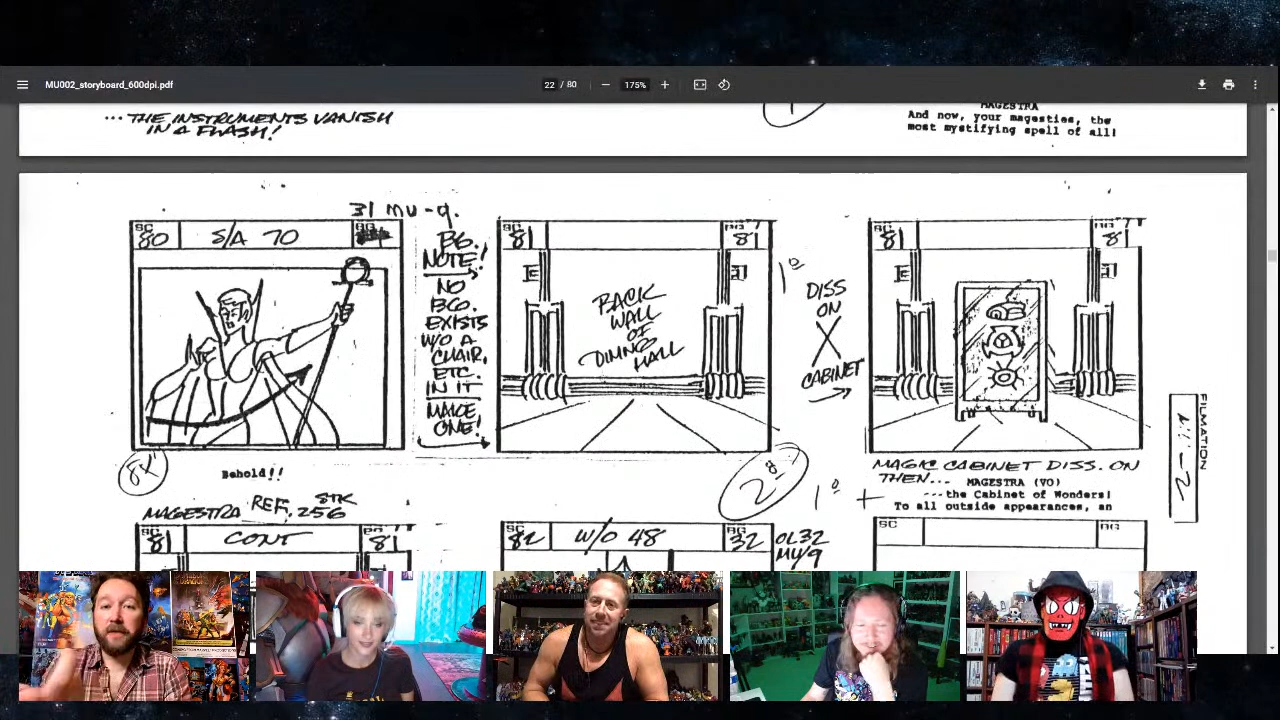 MU002_storyboard_600dpi.pdf
22 / 80
175%
... THE INSTRUMENTS VANISH
IN A FLASH!
MAGESTRA
And now, your magesties, the
most mystifying spell of all!
31 MU-9.
SC
80
S/A 70
BG.
NOTE!
NO
BG.
EXISTS
W/O A
CHAIR,
ETC.
IN IT
MAKE
ONE!
SC
81
BG
81
BACK
WALL
OF
DINING
HALL
DISS
ON
X
CABINET
SC
81
BG
81
Behold!!
MAGESTRA REF. STK
256
MAGIC CABINET DISS. ON
THEN...
MAGESTRA (VO)
---the Cabinet of Wonders!
To all outside appearances, an
FILMATION
SC
81
CONT
BG
81
SC
82
W/O 48
BG
32
OL32
MU9
SC
BG